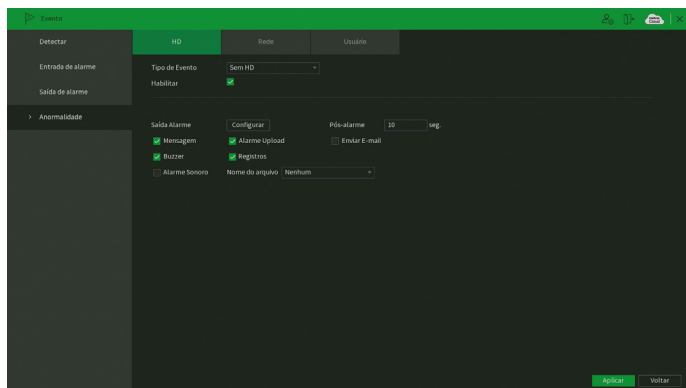 Evento
Detectar
Entrada de alarme
Saída de alarme
> Anormalidade
HD Rede Usuário
Tipo de Evento Sem HD
Habilitar
Saída Alarme Configurar Pós-alarme 10 seg.
Mensagem Alarme Upload Enviar E-mail
Buzzer Registros
Alarme Sonoro Nome do arquivo Nenhum
Aplicar Voltar